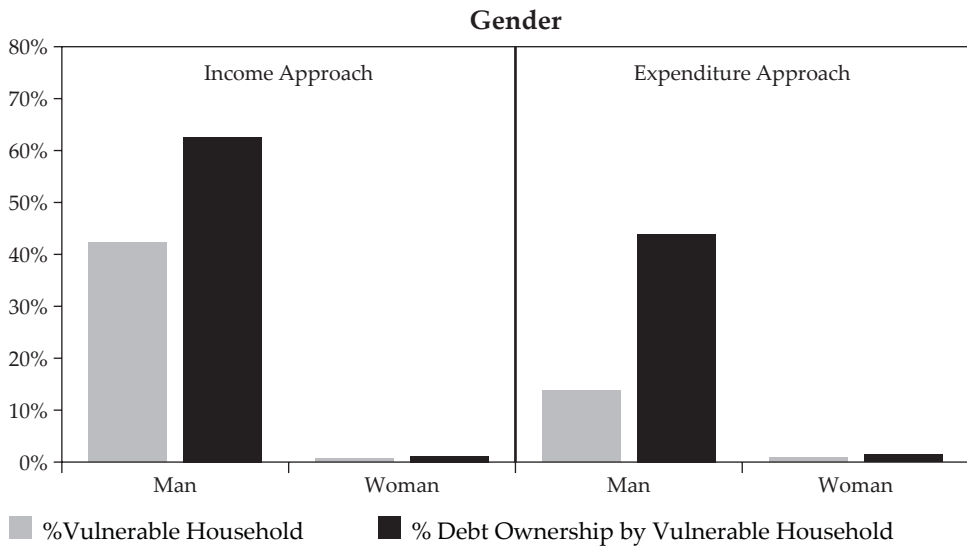 Gender
80%
70%
60%
50%
40%
30%
20%
10%
0%
Income Approach
Expenditure Approach
Man
Woman
Man
Woman
%Vulnerable Household
% Debt Ownership by Vulnerable Household